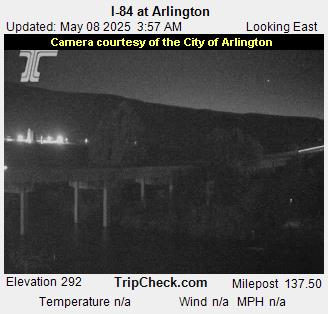 I-84 at Arlington
Updated: May 08 2025 3:57 AM Looking East
Camera courtesy of the City of Arlington
Elevation 292 TripCheck.com Milepost 137.50
Temperature n/a Wind n/a MPH n/a